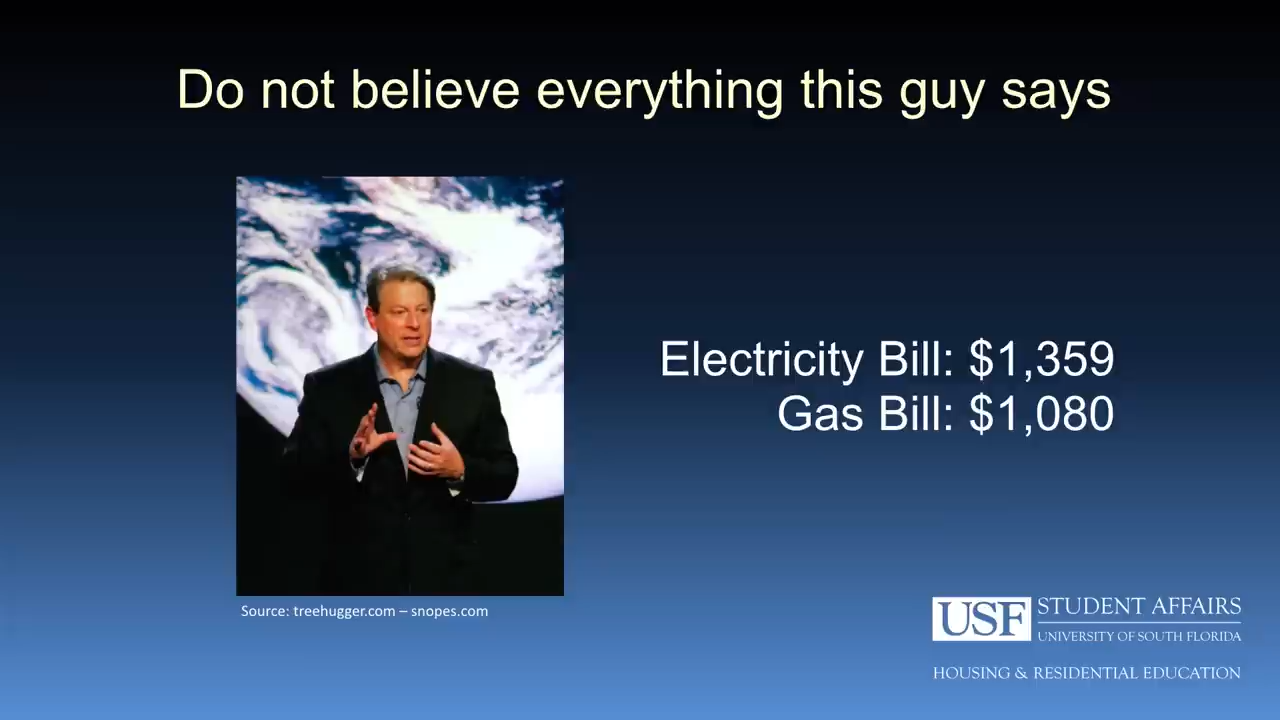 Do not believe everything this guy says
Electricity Bill: $1,359
Gas Bill: $1,080
Source: treehugger.com – snopes.com
USF STUDENT AFFAIRS
UNIVERSITY OF SOUTH FLORIDA
HOUSING & RESIDENTIAL EDUCATION